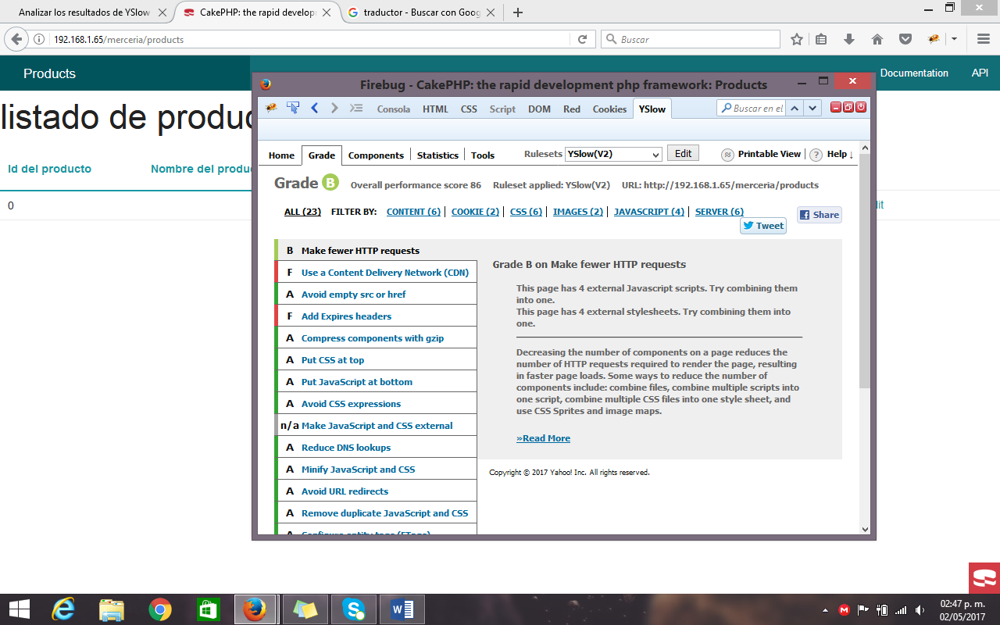 Analizar los resultados de YSlow
CakePHP: the rapid develop
traductor - Buscar con Goog
192.168.1.65/merceria/products
Buscar
Products
Documentation
API
listado de produc
Id del producto
Nombre del produ
0
dit
Firebug - CakePHP: the rapid development php framework: Products
Consola HTML CSS Script DOM Red Cookies YSlow
Buscar en el
Home Grade Components Statistics Tools
Rulesets YSlow(V2) Edit
Printable View Help ↓
Grade B Overall performance score 86 Ruleset applied: YSlow(V2) URL: http://192.168.1.65/merceria/products
ALL (23) FILTER BY: CONTENT (6) | COOKIE (2) | CSS (6) | IMAGES (2) | JAVASCRIPT (4) | SERVER (6)
Share
Tweet
B Make fewer HTTP requests
F Use a Content Delivery Network (CDN)
A Avoid empty src or href
F Add Expires headers
A Compress components with gzip
A Put CSS at top
A Put JavaScript at bottom
A Avoid CSS expressions
n/a Make JavaScript and CSS external
A Reduce DNS lookups
A Minify JavaScript and CSS
A Avoid URL redirects
A Remove duplicate JavaScript and CSS
A Configure entity tags (ETags)
Grade B on Make fewer HTTP requests
This page has 4 external Javascript scripts. Try combining them
into one.
This page has 4 external stylesheets. Try combining them into
one.
Decreasing the number of components on a page reduces the
number of HTTP requests required to render the page, resulting
in faster page loads. Some ways to reduce the number of
components include: combine files, combine multiple scripts into
one script, combine multiple CSS files into one style sheet, and
use CSS Sprites and image maps.
»Read More
Copyright © 2017 Yahoo! Inc. All rights reserved.
02:47 p. m.
02/05/2017